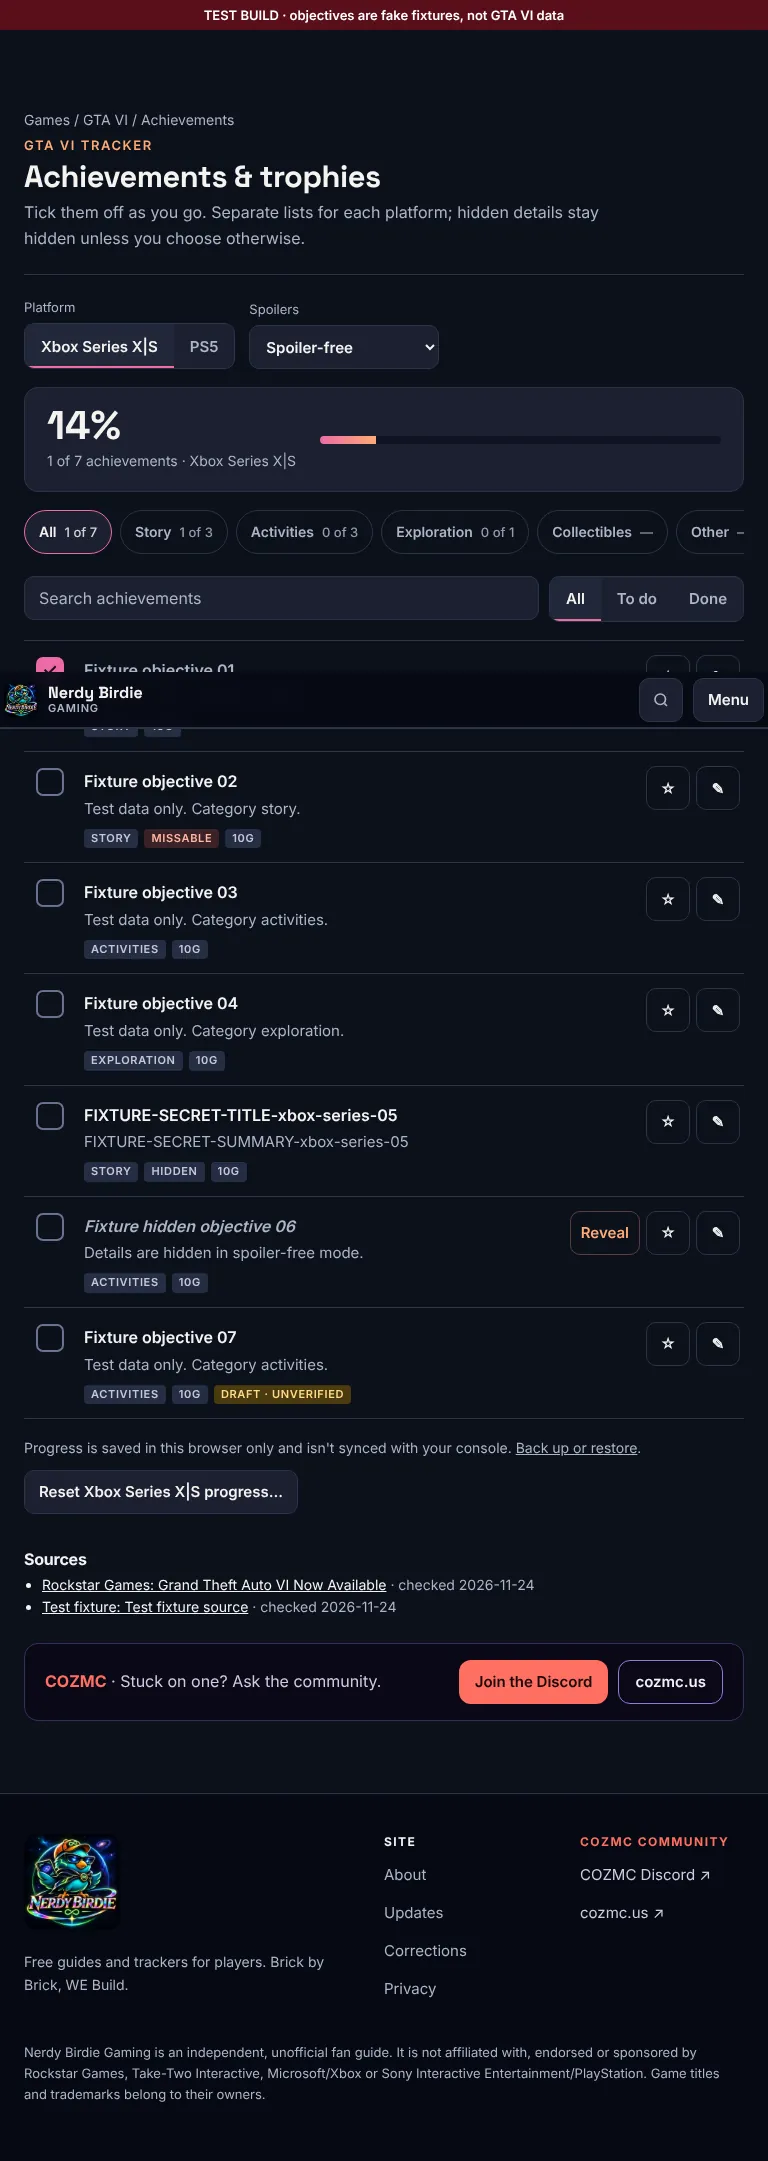 TEST BUILD · objectives are fake fixtures, not GTA VI data
Games / GTA VI / Achievements
GTA VI TRACKER
Achievements & trophies
Tick them off as you go. Separate lists for each platform; hidden details stay
hidden unless you choose otherwise.
Platform
Spoilers
Xbox Series X|S PS5
Spoiler-free
14%
1 of 7 achievements · Xbox Series X|S
All 1 of 7 Story 1 of 3 Activities 0 of 3 Exploration 0 of 1 Collectibles — Other —
Search achievements
All To do Done
Fixture objective 01
Nerdy Birdie
GAMING
Menu
STORY 10G
Fixture objective 02
Test data only. Category story.
STORY MISSABLE 10G
Fixture objective 03
Test data only. Category activities.
ACTIVITIES 10G
Fixture objective 04
Test data only. Category exploration.
EXPLORATION 10G
FIXTURE-SECRET-TITLE-xbox-series-05
FIXTURE-SECRET-SUMMARY-xbox-series-05
STORY HIDDEN 10G
Fixture hidden objective 06
Reveal
Details are hidden in spoiler-free mode.
ACTIVITIES 10G
Fixture objective 07
Test data only. Category activities.
ACTIVITIES 10G DRAFT · UNVERIFIED
Progress is saved in this browser only and isn't synced with your console. Back up or restore.
Reset Xbox Series X|S progress...
Sources
• Rockstar Games: Grand Theft Auto VI Now Available · checked 2026-11-24
• Test fixture: Test fixture source · checked 2026-11-24
COZMC · Stuck on one? Ask the community.
Join the Discord
cozmc.us
NERDY BIRDIE
Free guides and trackers for players. Brick by
Brick, WE Build.
SITE
About
Updates
Corrections
Privacy
COZMC COMMUNITY
COZMC Discord ↗
cozmc.us ↗
Nerdy Birdie Gaming is an independent, unofficial fan guide. It is not affiliated with, endorsed or sponsored by
Rockstar Games, Take-Two Interactive, Microsoft/Xbox or Sony Interactive Entertainment/PlayStation. Game titles
and trademarks belong to their owners.